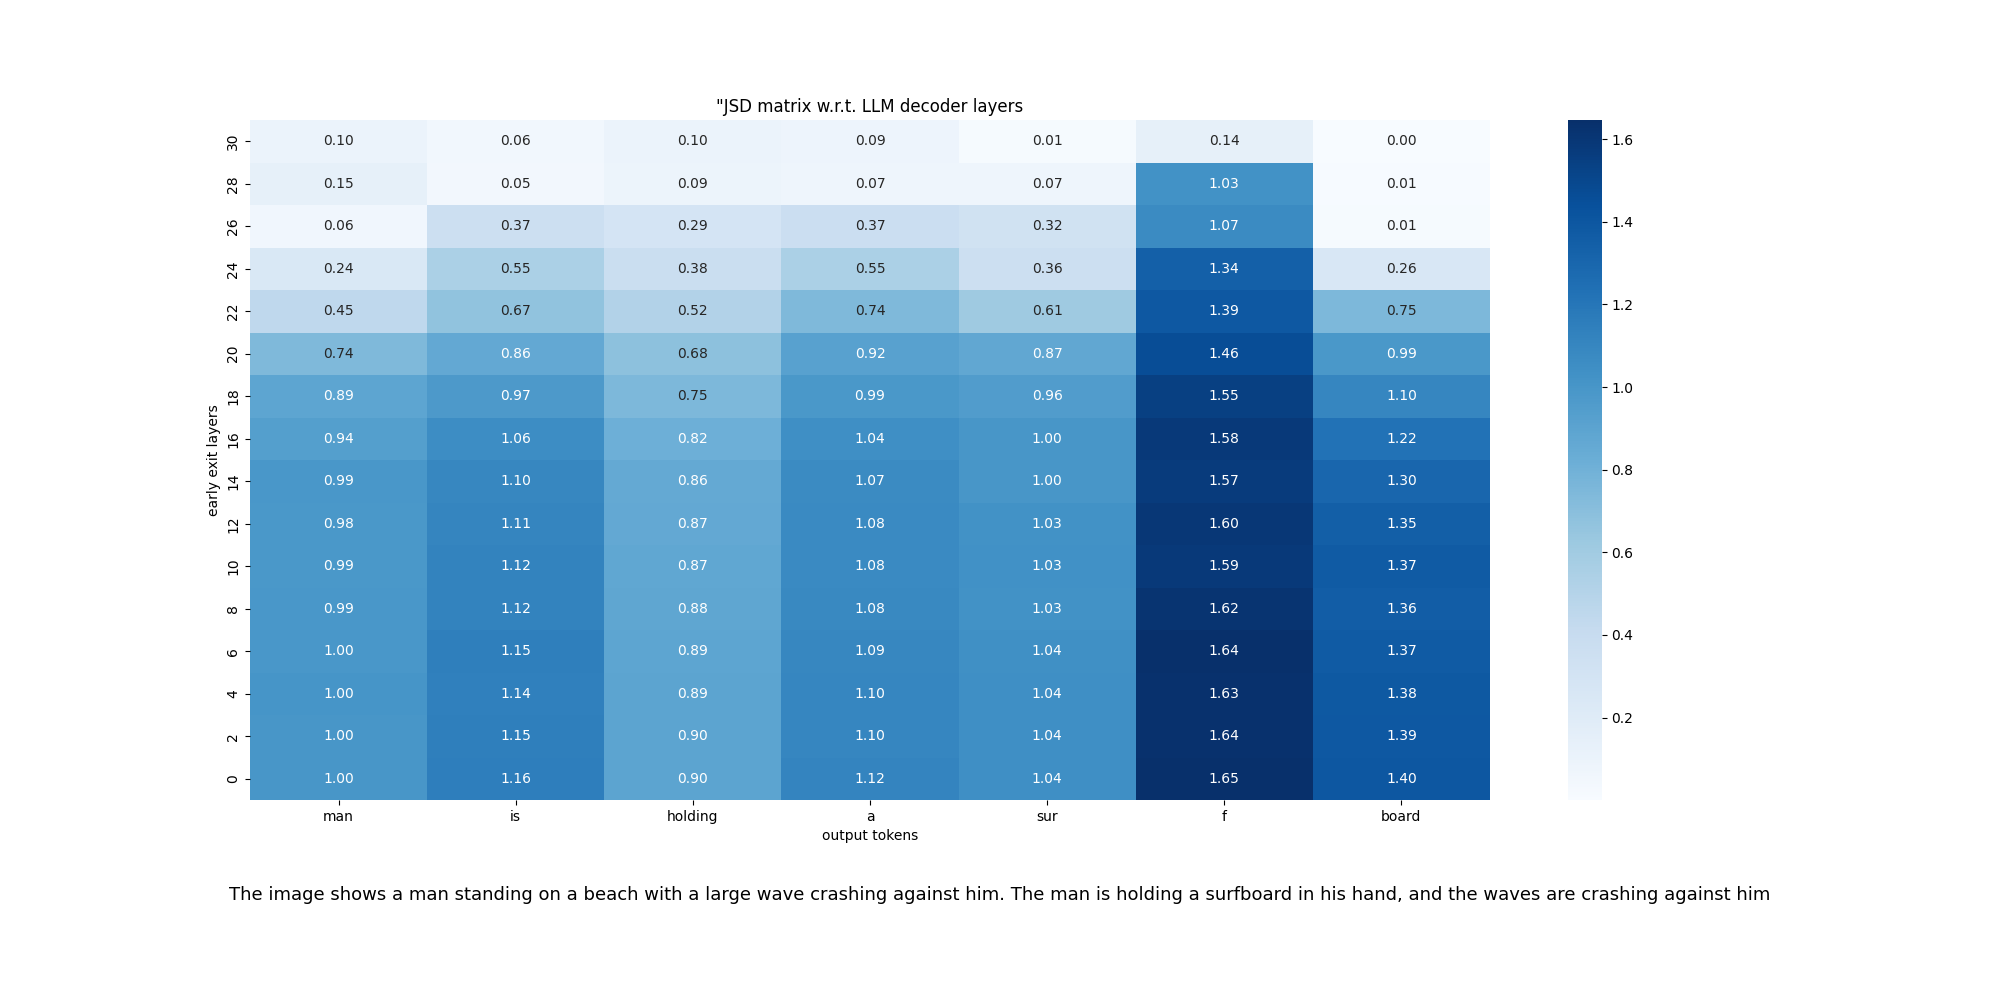 "JSD matrix w.r.t. LLM decoder layers
30 0.10 0.06 0.10 0.09 0.01 0.14 0.00
28 0.15 0.05 0.09 0.07 0.07 1.03 0.01
26 0.06 0.37 0.29 0.37 0.32 1.07 0.01
24 0.24 0.55 0.38 0.55 0.36 1.34 0.26
22 0.45 0.67 0.52 0.74 0.61 1.39 0.75
20 0.74 0.86 0.68 0.92 0.87 1.46 0.99
18 0.89 0.97 0.75 0.99 0.96 1.55 1.10
16 0.94 1.06 0.82 1.04 1.00 1.58 1.22
14 0.99 1.10 0.86 1.07 1.00 1.57 1.30
12 0.98 1.11 0.87 1.08 1.03 1.60 1.35
10 0.99 1.12 0.87 1.08 1.03 1.59 1.37
8 0.99 1.12 0.88 1.08 1.03 1.62 1.36
6 1.00 1.15 0.89 1.09 1.04 1.64 1.37
4 1.00 1.14 0.89 1.10 1.04 1.63 1.38
2 1.00 1.15 0.90 1.10 1.04 1.64 1.39
0 1.00 1.16 0.90 1.12 1.04 1.65 1.40
early exit layers
man is holding a sur f board
output tokens
1.6
1.4
1.2
1.0
0.8
0.6
0.4
0.2
The image shows a man standing on a beach with a large wave crashing against him. The man is holding a surfboard in his hand, and the waves are crashing against him